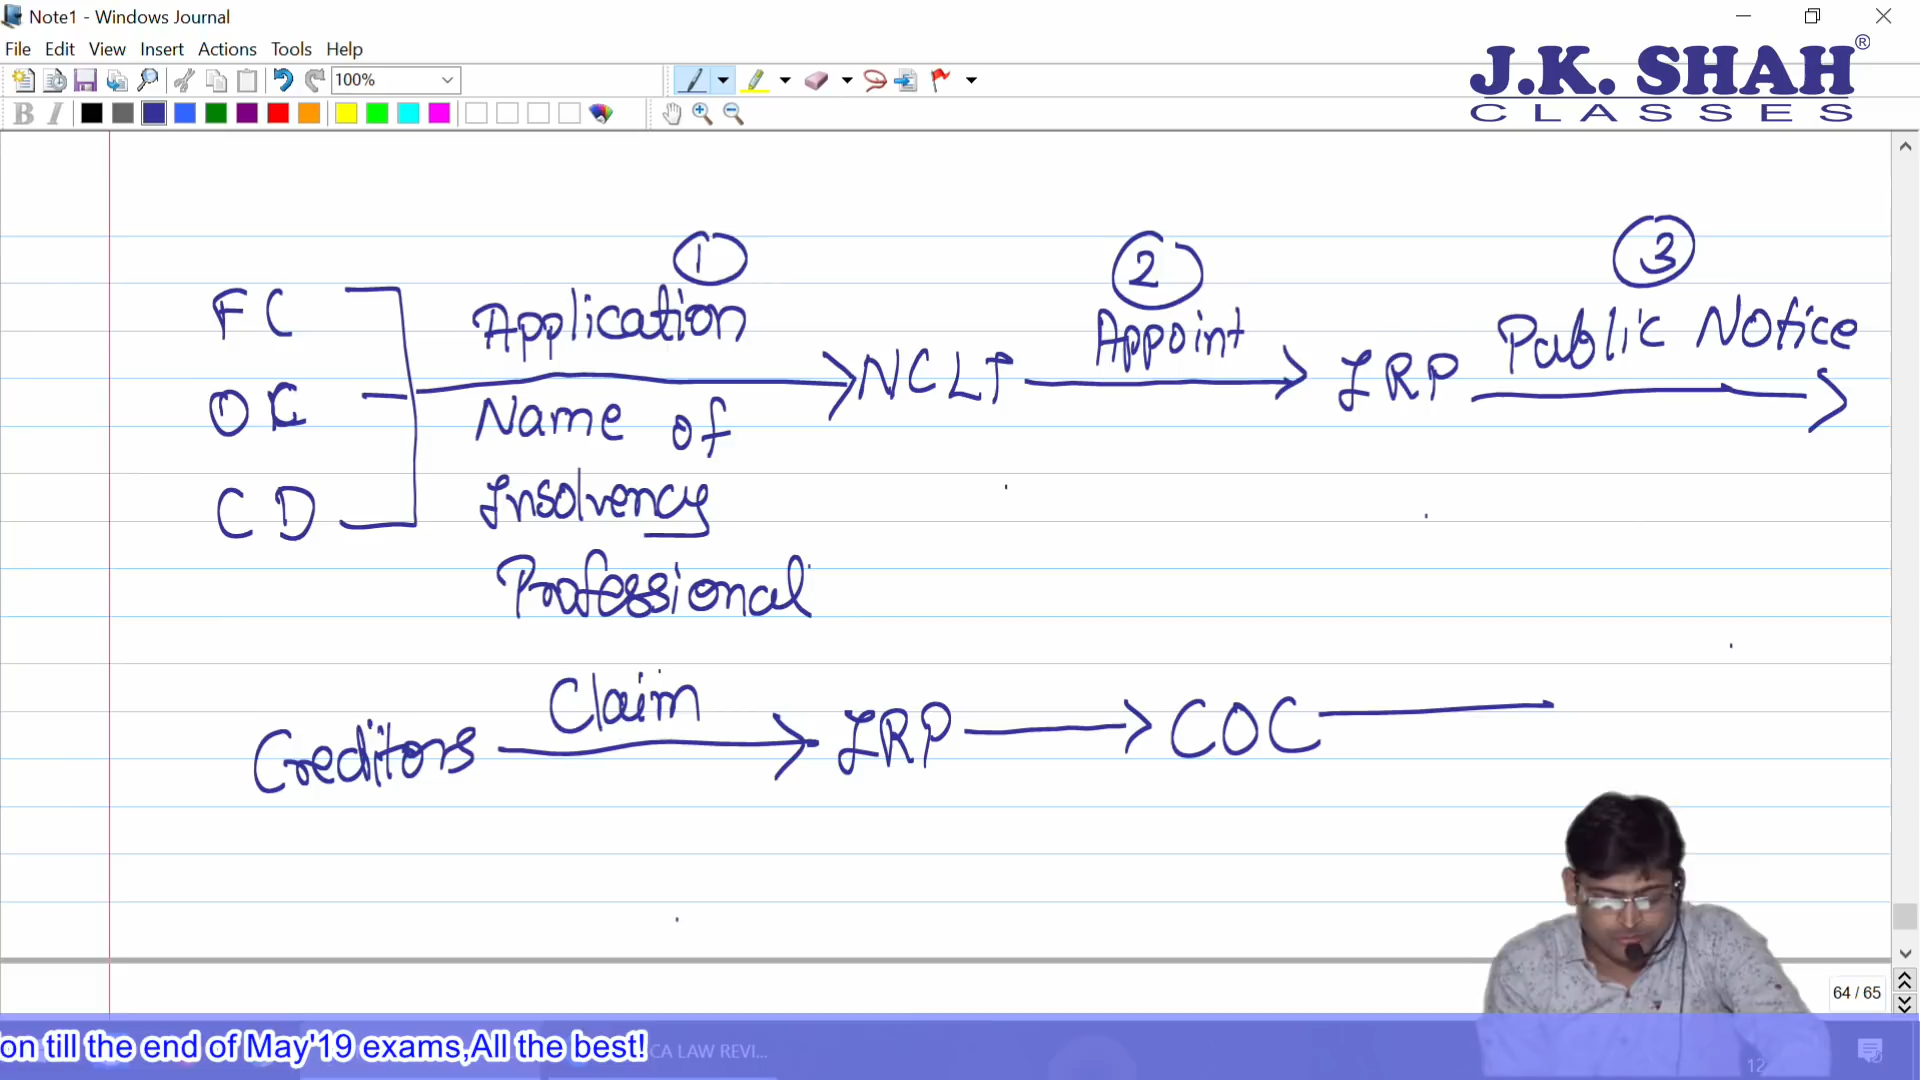 Note1 - Windows Journal
File Edit View Insert Actions Tools Help
100%
J.K. SHAH®
CLASSES
B I
① ② ③
FC Application Appoint Public Notice
OC NCLT IRP
CD Name of
Insolvency
Professional
Creditors Claim IRP COC
64 / 65
on till the end of May'19 exams,All the best!
CA LAW REVI...
12